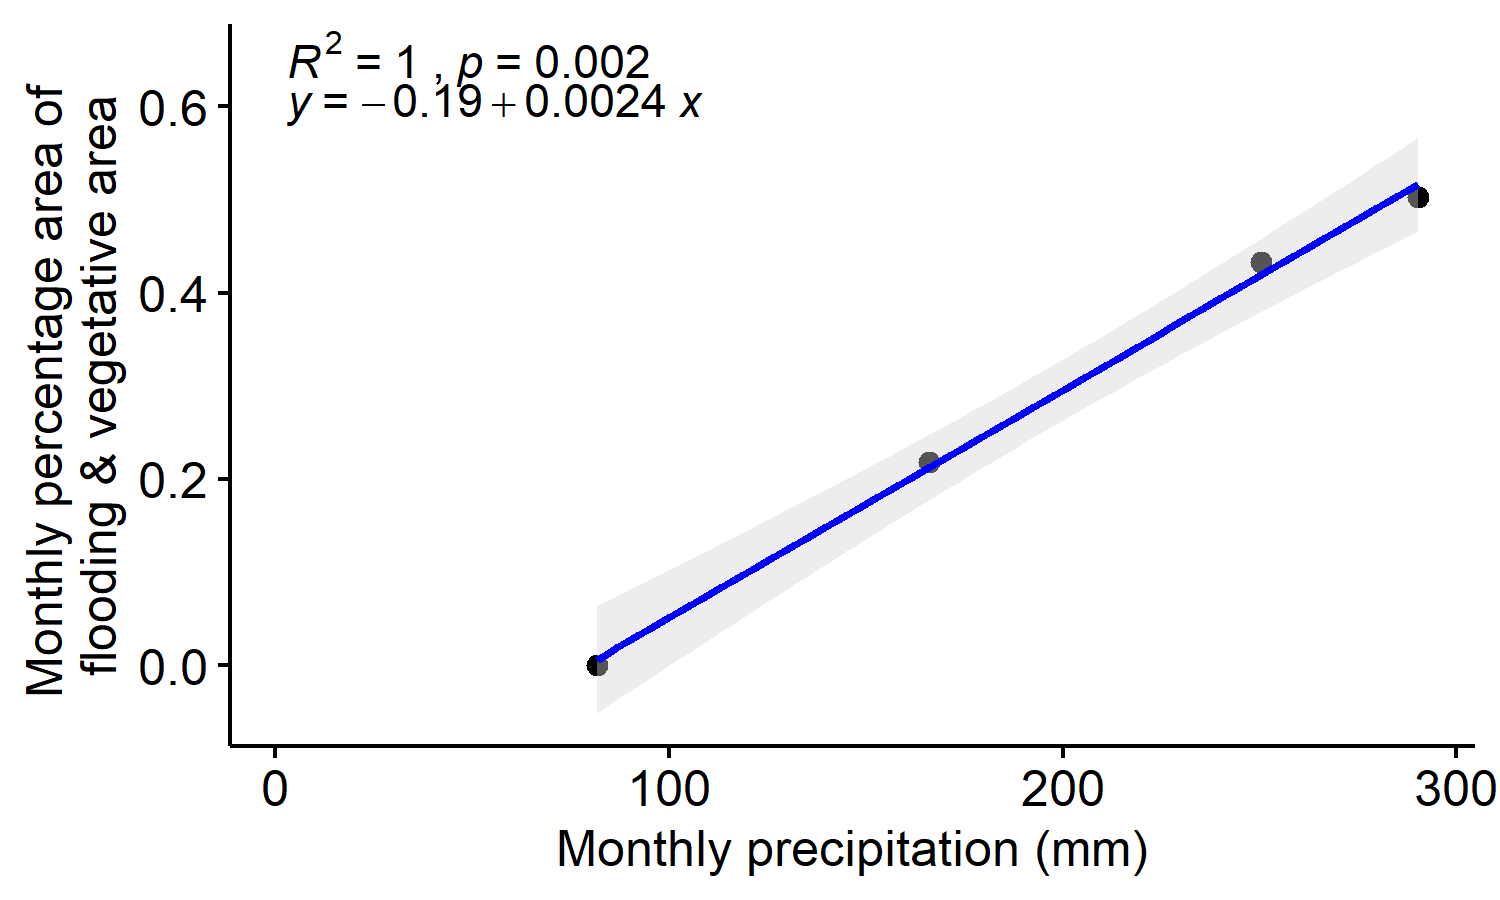 R² = 1 , p = 0.002
y = −0.19 + 0.0024 x
Monthly percentage area of
flooding & vegetative area
0.6
0.4
0.2
0.0
0 100 200 300
Monthly precipitation (mm)